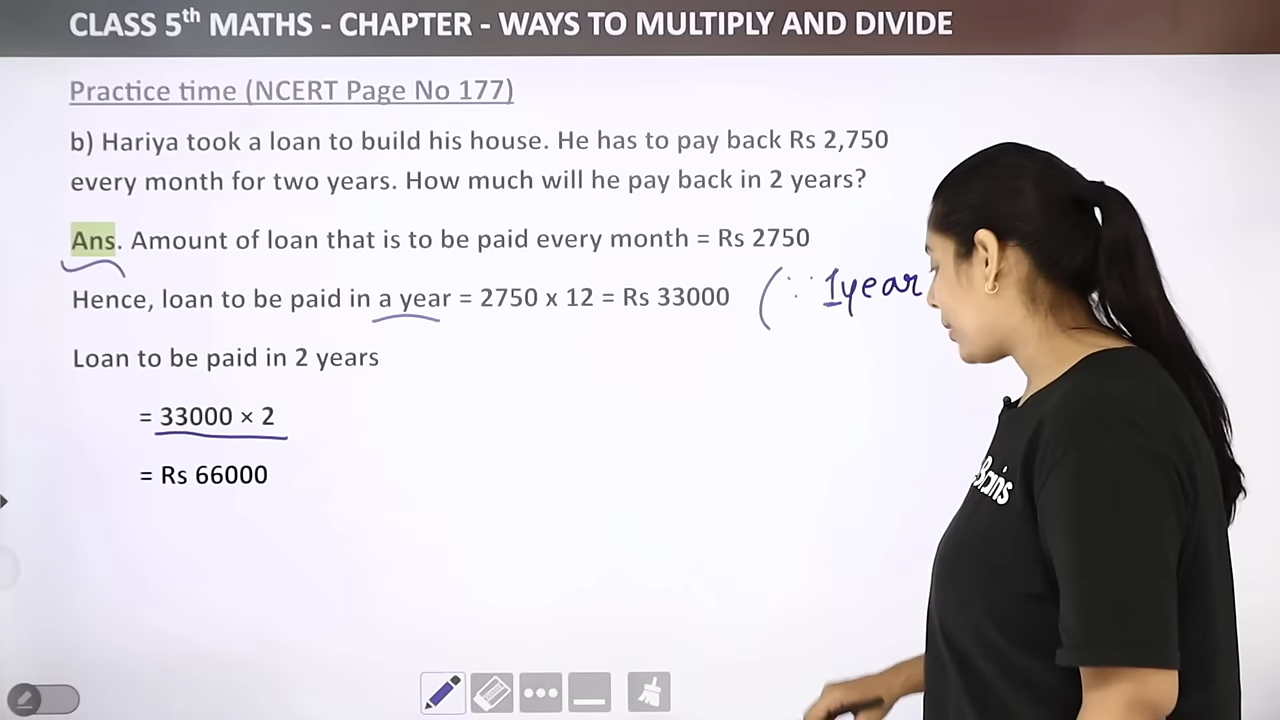 CLASS 5th MATHS - CHAPTER - WAYS TO MULTIPLY AND DIVIDE
Practice time (NCERT Page No 177)
b) Hariya took a loan to build his house. He has to pay back Rs 2,750
every month for two years. How much will he pay back in 2 years?
Ans. Amount of loan that is to be paid every month = Rs 2750
Hence, loan to be paid in a year = 2750 x 12 = Rs 33000 (∵ 1year
Loan to be paid in 2 years
= 33000 × 2
= Rs 66000